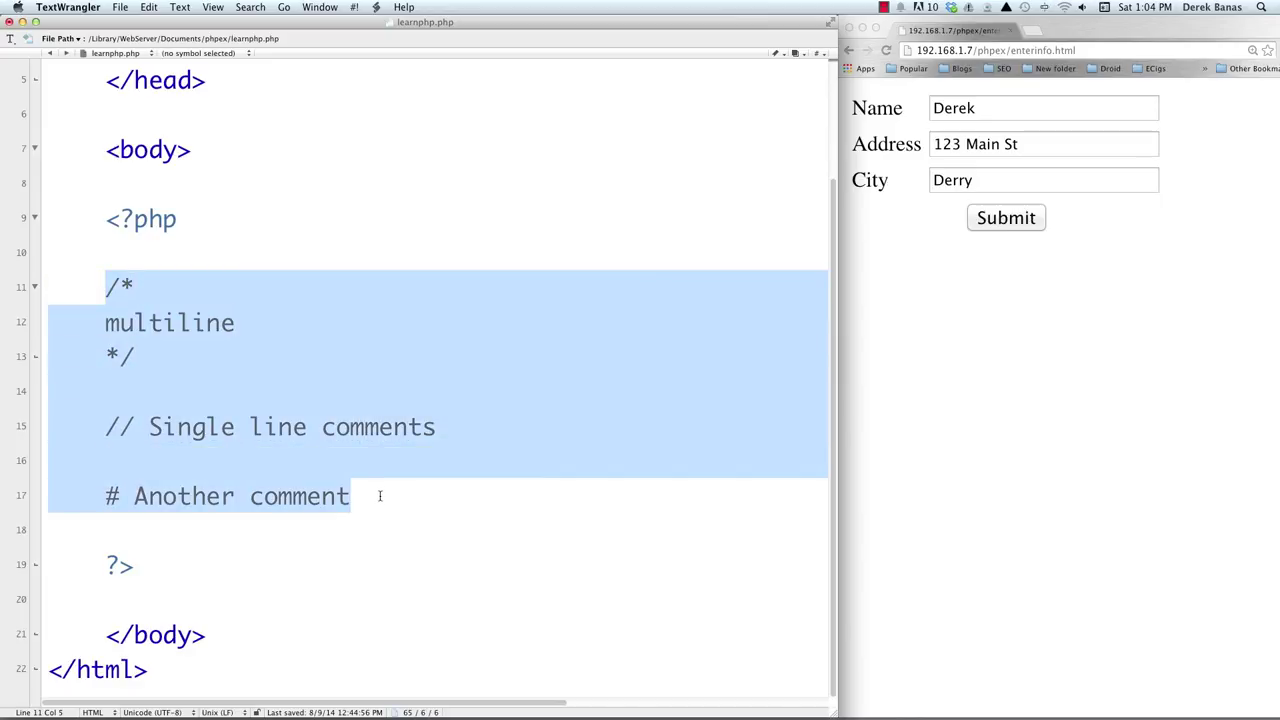 TextWrangler File Edit Text View Search Go Window #! Help 10 Sat 1:04 PM Derek Banas
learnphp.php
File Path ▾ : /Library/WebServer/Documents/phpex/learnphp.php
learnphp.php (no symbol selected)
5 </head>
6
7 <body>
8
9 <?php
10
11 /*
12 multiline
13 */
14
15 // Single line comments
16
17 # Another comment
18
19 ?>
20
21 </body>
22 </html>
Line 11 Col 5 HTML Unicode (UTF-8) Unix (LF) Last saved: 8/9/14 12:44:56 PM 65 / 6 / 6
192.168.1.7/phpex/enter
192.168.1.7/phpex/enterinfo.html
Apps Popular Blogs SEO New folder Droid ECigs » Other Bookma
Name Derek
Address 123 Main St
City Derry
Submit